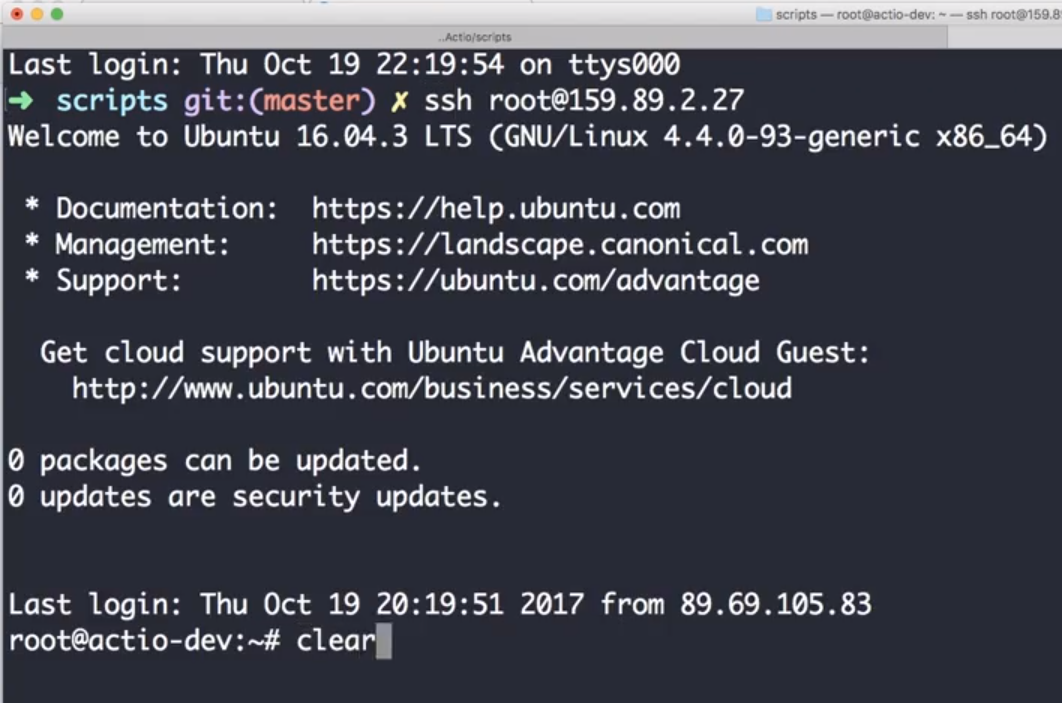 scripts — root@actio-dev: ~ — ssh root@159.8
..Actio/scripts
Last login: Thu Oct 19 22:19:54 on ttys000
➜ scripts git:(master) ✗ ssh root@159.89.2.27
Welcome to Ubuntu 16.04.3 LTS (GNU/Linux 4.4.0-93-generic x86_64)
* Documentation: https://help.ubuntu.com
* Management: https://landscape.canonical.com
* Support: https://ubuntu.com/advantage
Get cloud support with Ubuntu Advantage Cloud Guest:
http://www.ubuntu.com/business/services/cloud
0 packages can be updated.
0 updates are security updates.
Last login: Thu Oct 19 20:19:51 2017 from 89.69.105.83
root@actio-dev:~# clear